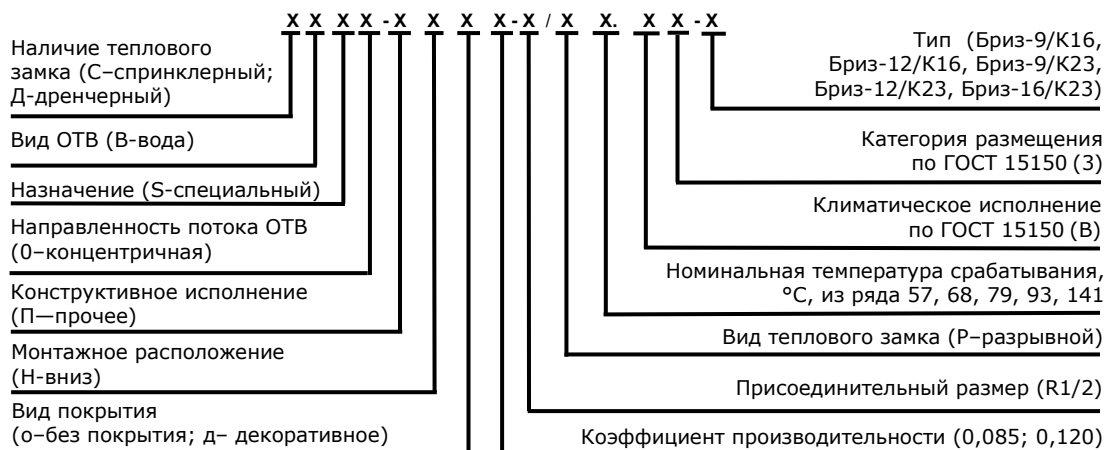 X X X X - X X X X - X / X X. X X - X
Наличие теплового
замка (С–спринклерный;
Д-дренчерный)
Вид ОТВ (В-вода)
Назначение (S-специальный)
Направленность потока ОТВ
(0–концентричная)
Конструктивное исполнение
(П—прочее)
Монтажное расположение
(Н-вниз)
Вид покрытия
(о–без покрытия; д– декоративное)
Тип (Бриз-9/К16,
Бриз-12/К16, Бриз-9/К23,
Бриз-12/К23, Бриз-16/К23)
Категория размещения
по ГОСТ 15150 (3)
Климатическое исполнение
по ГОСТ 15150 (В)
Номинальная температура срабатывания,
°С, из ряда 57, 68, 79, 93, 141
Вид теплового замка (Р–разрывной)
Присоединительный размер (R1/2)
Коэффициент производительности (0,085; 0,120)